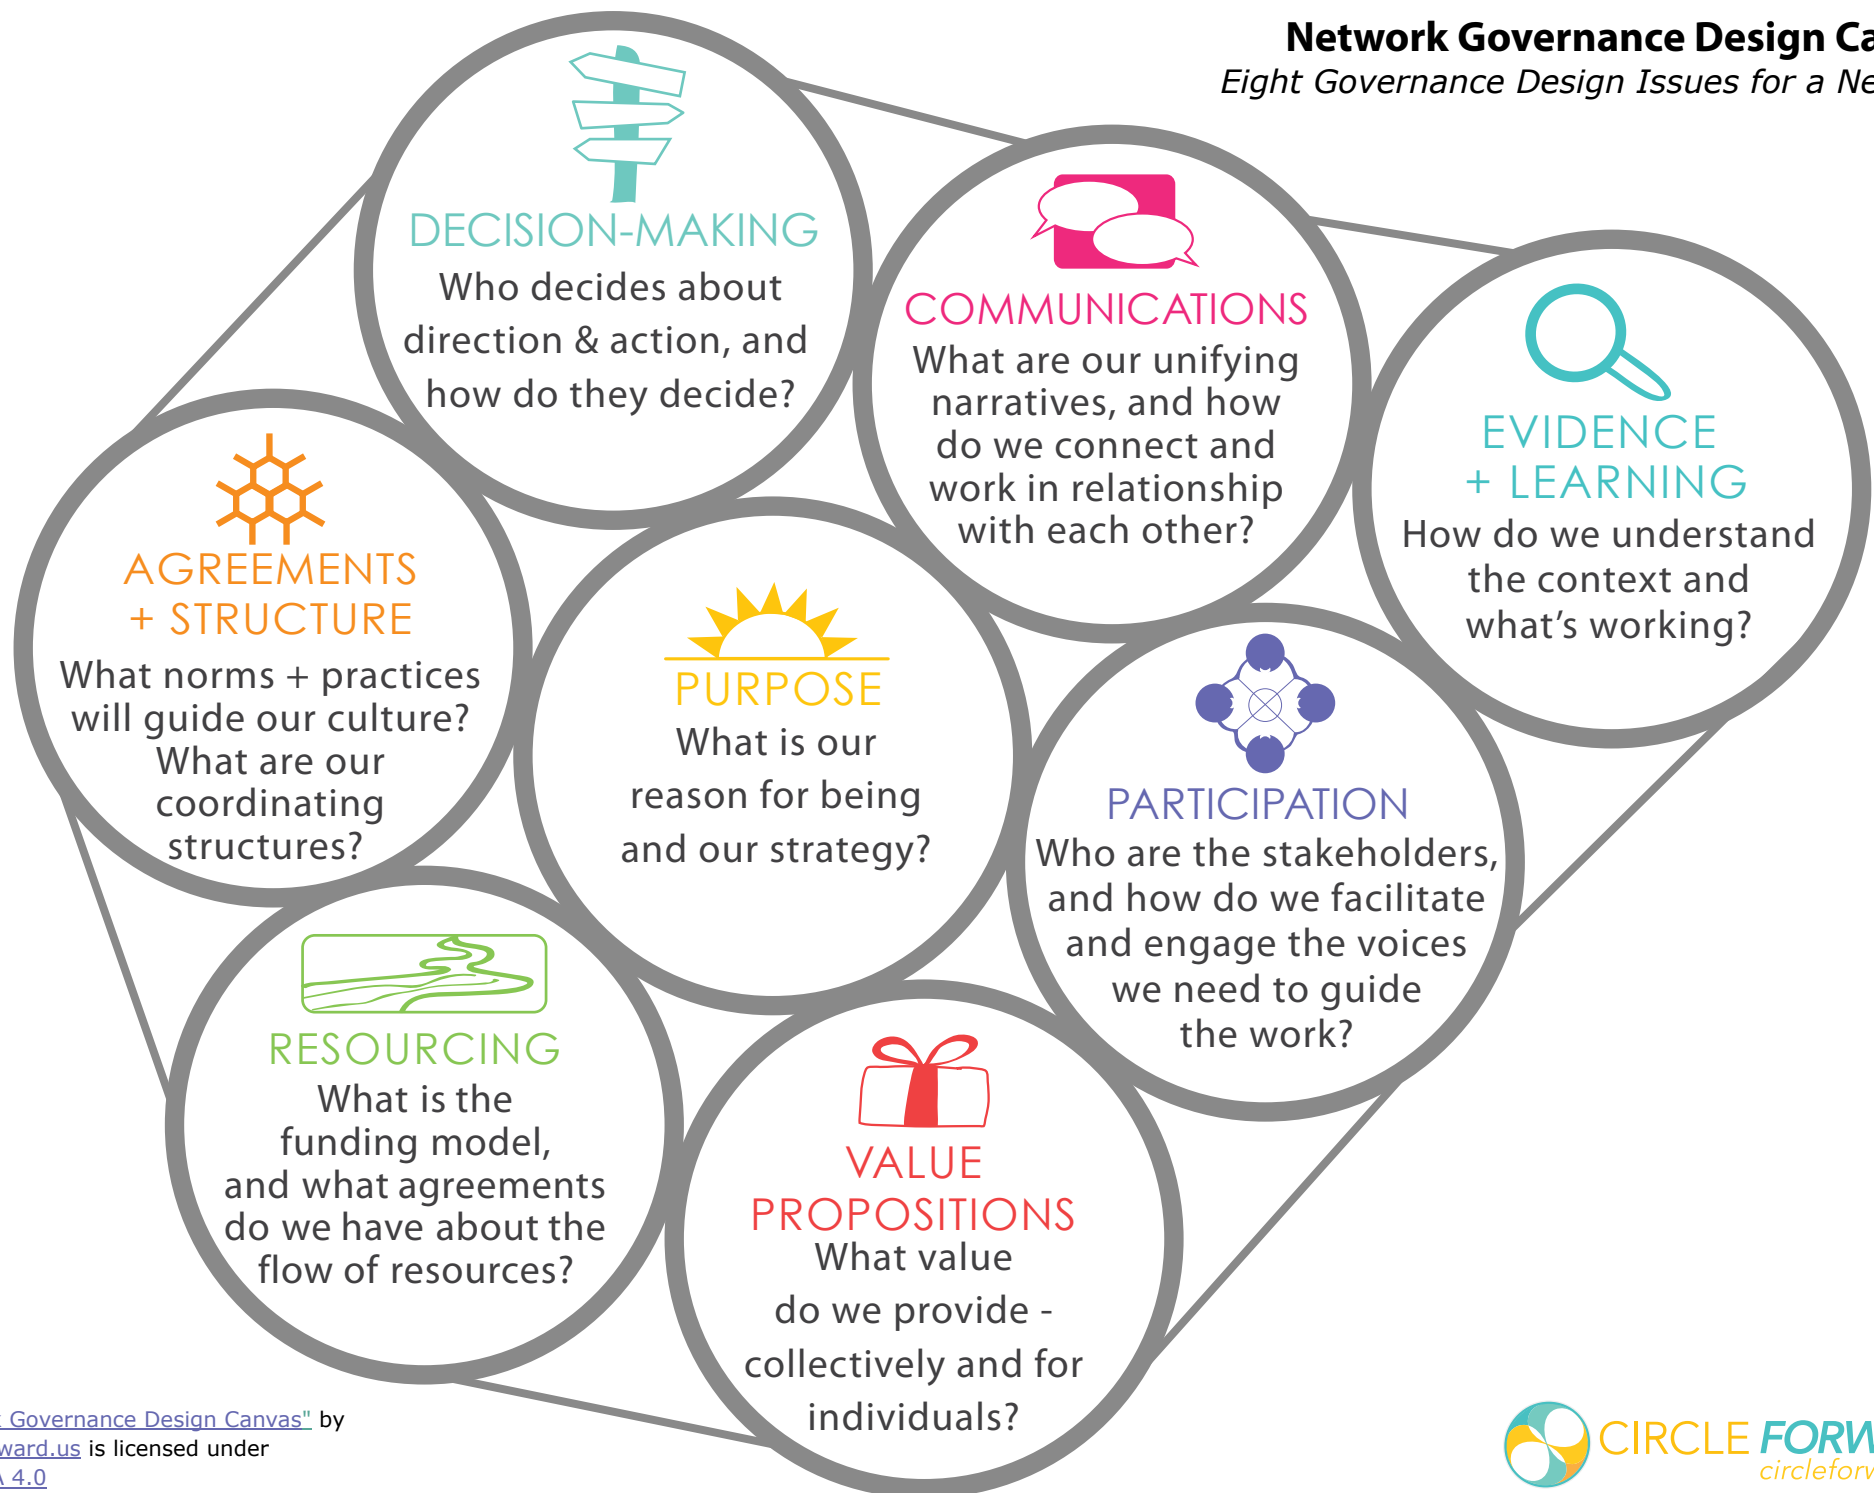 Network Governance Design Ca
Eight Governance Design Issues for a Ne
DECISION-MAKING
Who decides about
direction & action, and
how do they decide?
COMMUNICATIONS
What are our unifying
narratives, and how
do we connect and
work in relationship
with each other?
EVIDENCE
+ LEARNING
How do we understand
the context and
what's working?
AGREEMENTS
+ STRUCTURE
What norms + practices
will guide our culture?
What are our
coordinating
structures?
PURPOSE
What is our
reason for being
and our strategy?
PARTICIPATION
Who are the stakeholders,
and how do we facilitate
and engage the voices
we need to guide
the work?
RESOURCING
What is the
funding model,
and what agreements
do we have about the
flow of resources?
VALUE
PROPOSITIONS
What value
do we provide -
collectively and for
individuals?
Governance Design Canvas" by
ward.us is licensed under
A 4.0
CIRCLE FORW
circleforw